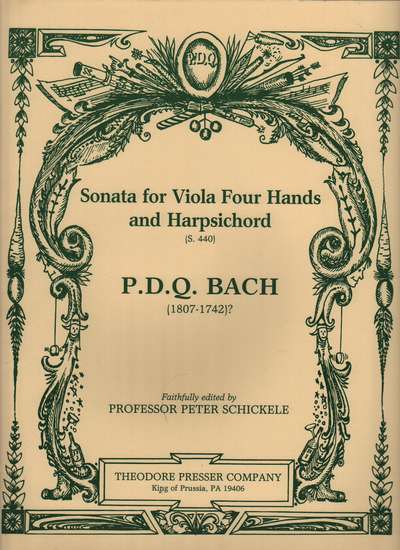 P.D.Q.
Sonata for Viola Four Hands
and Harpsichord
(S. 440)
P.D.Q. BACH
(1807-1742)?
Faithfully edited by
PROFESSOR PETER SCHICKELE
THEODORE PRESSER COMPANY
King of Prussia, PA 19406